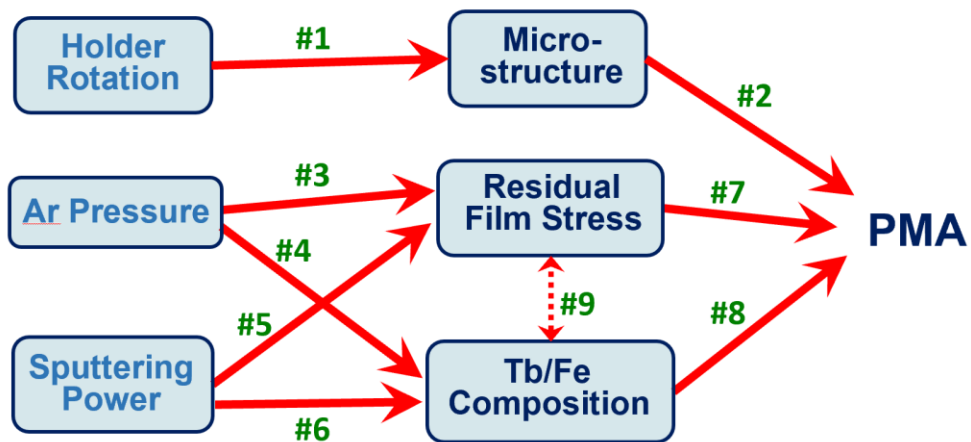 Holder
Rotation
#1
Micro-
structure
#2
Ar Pressure
#3
Residual
Film Stress
#7
PMA
#4
#5
#9
#8
Sputtering
Power
#6
Tb/Fe
Composition